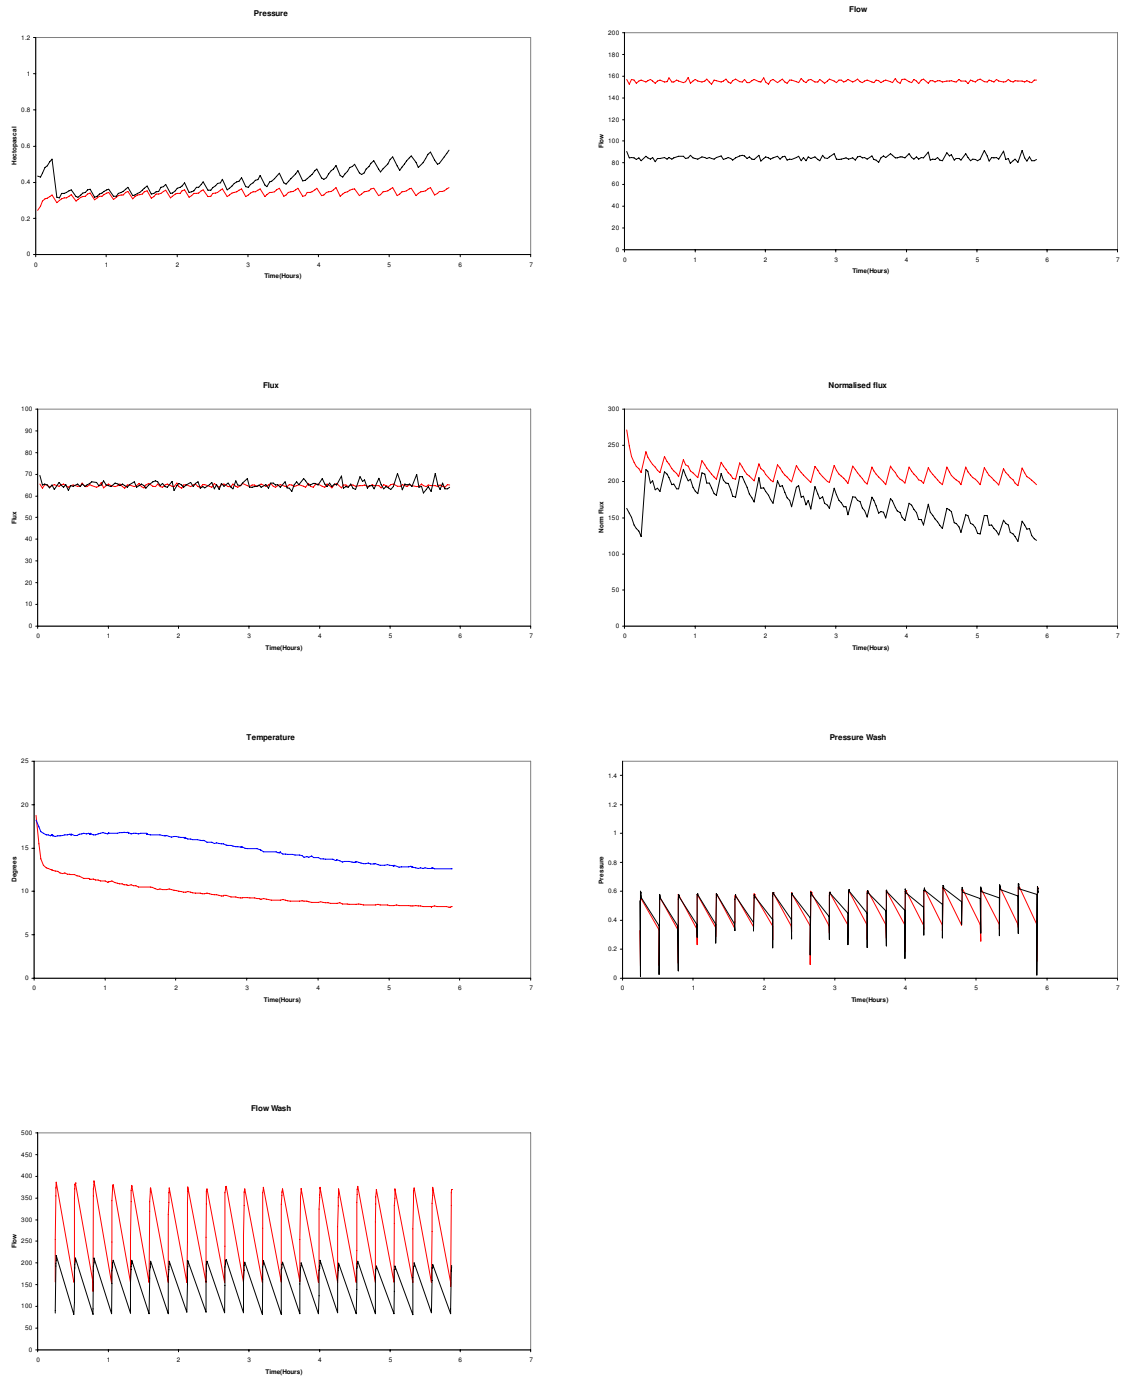 Pressure
1.2
1
0.8
0.6
0.4
0.2
0
Hectopascal
0 1 2 3 4 5 6 7
Time(Hours)
Flow
200
180
160
140
120
100
80
60
40
20
0
Flow
0 1 2 3 4 5 6 7
Time(Hours)
Flux
100
90
80
70
60
50
40
30
20
10
0
Flux
0 1 2 3 4 5 6 7
Time(Hours)
Normalised flux
300
250
200
150
100
50
0
Norm Flux
0 1 2 3 4 5 6 7
Time(Hours)
Temperature
25
20
15
10
5
0
Degrees
0 1 2 3 4 5 6 7
Time(Hours)
Pressure Wash
1.4
1.2
1
0.8
0.6
0.4
0.2
0
Pressure
0 1 2 3 4 5 6 7
Time(Hours)
Flow Wash
500
450
400
350
300
250
200
150
100
50
0
Flow
0 1 2 3 4 5 6 7
Time(Hours)